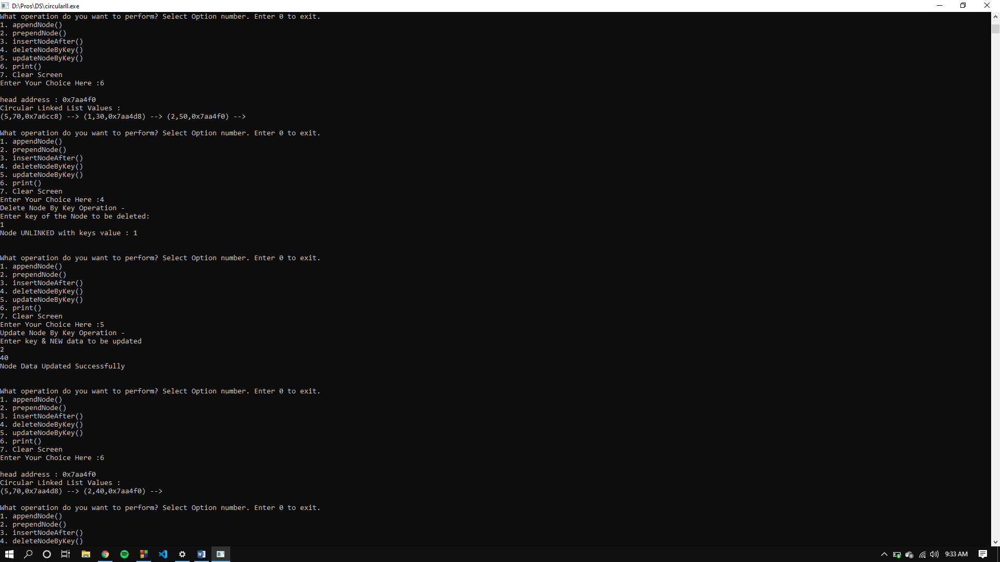 D:\Pros\DS\circularll.exe
What operation do you want to perform? Select Option number. Enter 0 to exit.
1. appendNode()
2. prependNode()
3. insertNodeAfter()
4. deleteNodeByKey()
5. updateNodeByKey()
6. print()
7. Clear Screen
Enter Your Choice Here :6
head address : 0x7aa4f0
Circular Linked List Values :
(5,70,0x7a6cc8) --> (1,30,0x7aa4d8) --> (2,50,0x7aa4f0) -->
What operation do you want to perform? Select Option number. Enter 0 to exit.
1. appendNode()
2. prependNode()
3. insertNodeAfter()
4. deleteNodeByKey()
5. updateNodeByKey()
6. print()
7. Clear Screen
Enter Your Choice Here :4
Delete Node By Key Operation -
Enter key of the Node to be deleted:
1
Node UNLINKED with keys value : 1
What operation do you want to perform? Select Option number. Enter 0 to exit.
1. appendNode()
2. prependNode()
3. insertNodeAfter()
4. deleteNodeByKey()
5. updateNodeByKey()
6. print()
7. Clear Screen
Enter Your Choice Here :5
Update Node By Key Operation -
Enter key & NEW data to be updated
2
40
Node Data Updated Successfully
What operation do you want to perform? Select Option number. Enter 0 to exit.
1. appendNode()
2. prependNode()
3. insertNodeAfter()
4. deleteNodeByKey()
5. updateNodeByKey()
6. print()
7. Clear Screen
Enter Your Choice Here :6
head address : 0x7aa4f0
Circular Linked List Values :
(5,70,0x7aa4d8) --> (2,40,0x7aa4f0) -->
What operation do you want to perform? Select Option number. Enter 0 to exit.
1. appendNode()
2. prependNode()
3. insertNodeAfter()
4. deleteNodeByKey()
9:33 AM